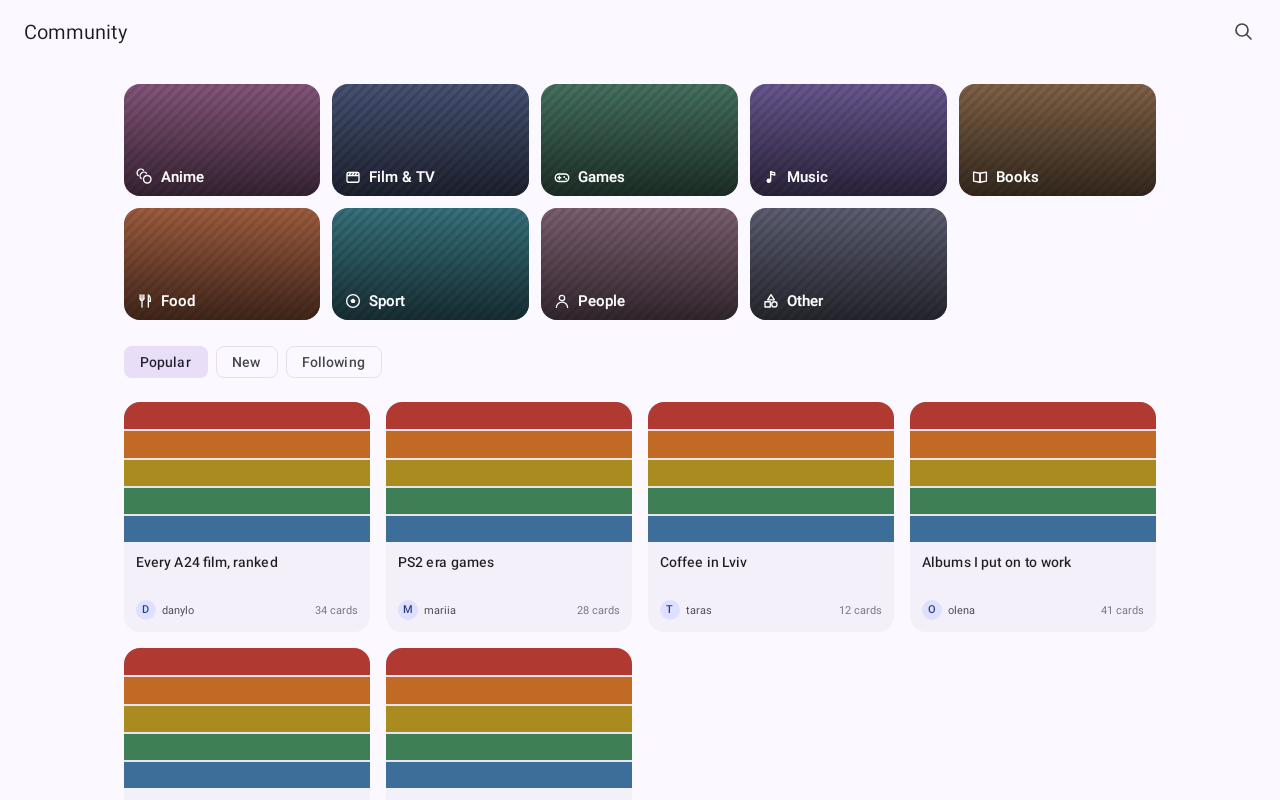 Community
Anime
Film & TV
Games
Music
Books
Food
Sport
People
Other
Popular
New
Following
Every A24 film, ranked
D danylo 34 cards
PS2 era games
M mariia 28 cards
Coffee in Lviv
T taras 12 cards
Albums I put on to work
O olena 41 cards